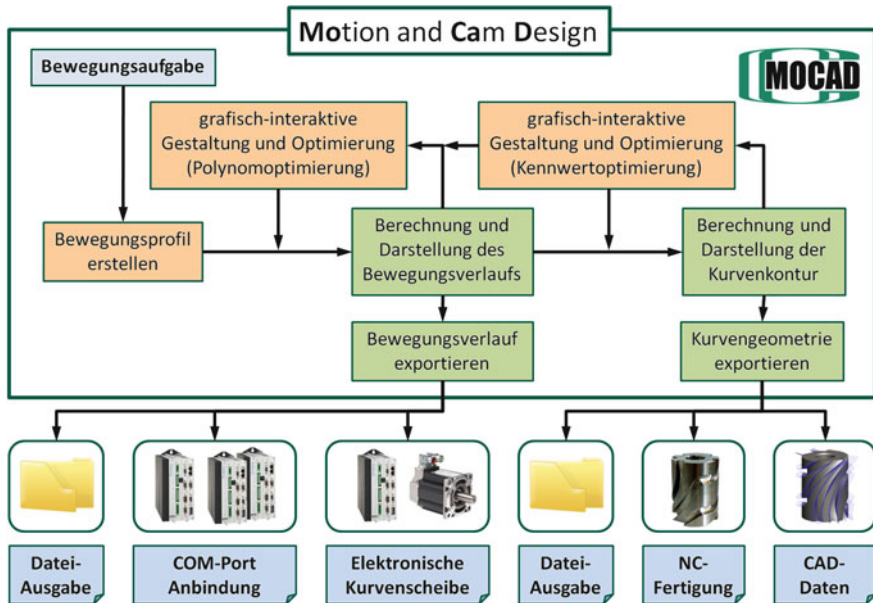 Motion and Cam Design
MOCAD
Bewegungsaufgabe
grafisch-interaktive
Gestaltung und Optimierung
(Polynomoptimierung)
grafisch-interaktive
Gestaltung und Optimierung
(Kennwertoptimierung)
Bewegungsprofil
erstellen
Berechnung und
Darstellung des
Bewegungsverlaufs
Berechnung und
Darstellung der
Kurvenkontur
Bewegungsverlauf
exportieren
Kurvengeometrie
exportieren
Datei-
Ausgabe
COM-Port
Anbindung
Elektronische
Kurvenscheibe
Datei-
Ausgabe
NC-
Fertigung
CAD-
Daten